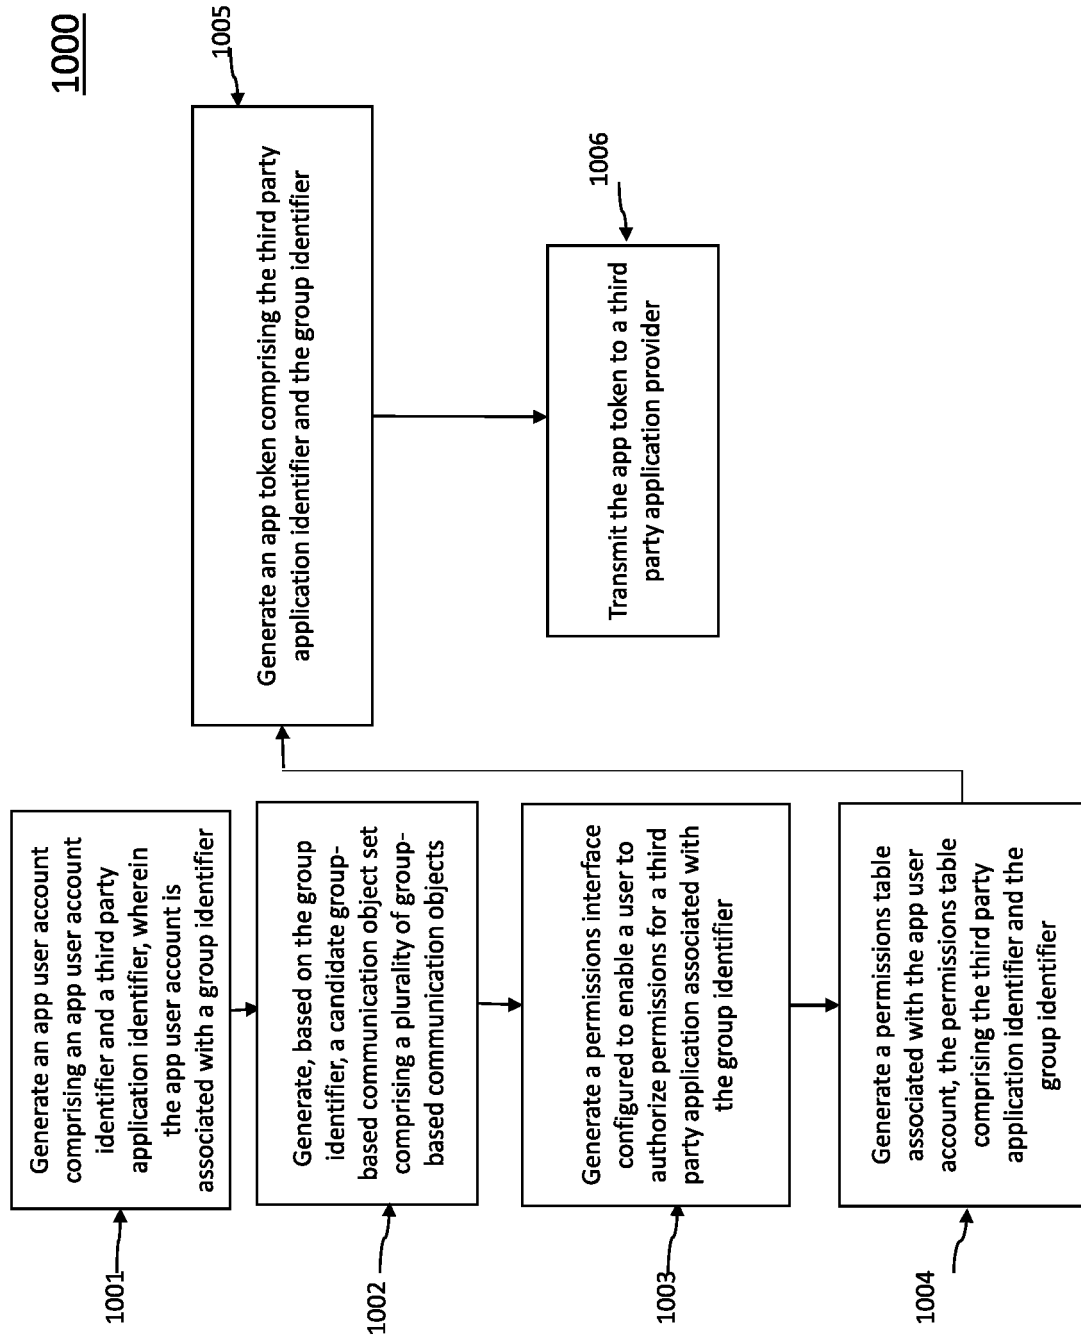 1000
1001
Generate an app user account
comprising an app user account
identifier and a third party
application identifier, wherein
the app user account is
associated with a group identifier
1002
Generate, based on the group
identifier, a candidate group-
based communication object set
comprising a plurality of group-
based communication objects
1003
Generate a permissions interface
configured to enable a user to
authorize permissions for a third
party application associated with
the group identifier
1004
Generate a permissions table
associated with the app user
account, the permissions table
comprising the third party
application identifier and the
group identifier
1005
Generate an app token comprising the third party
application identifier and the group identifier
1006
Transmit the app token to a third
party application provider